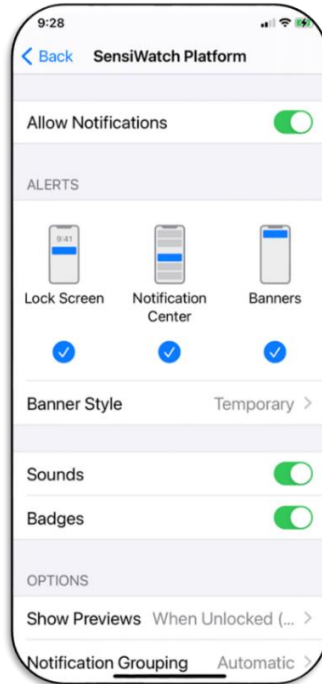 9:28
Back SensiWatch Platform
Allow Notifications
ALERTS
9:41
Lock Screen Notification Center Banners
Banner Style Temporary
Sounds
Badges
OPTIONS
Show Previews When Unlocked (...
Notification Grouping Automatic